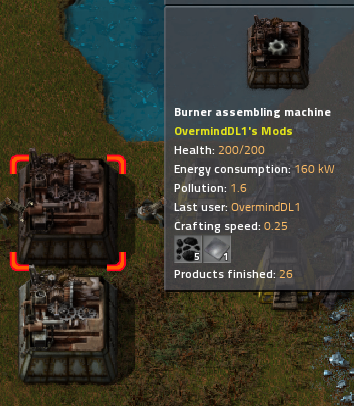 Burner assembling machine
OvermindDL1's Mods
Health: 200/200
Energy consumption: 160 kW
Pollution: 1.6
Last user: OvermindDL1
Crafting speed: 0.25
5 1
Products finished: 26